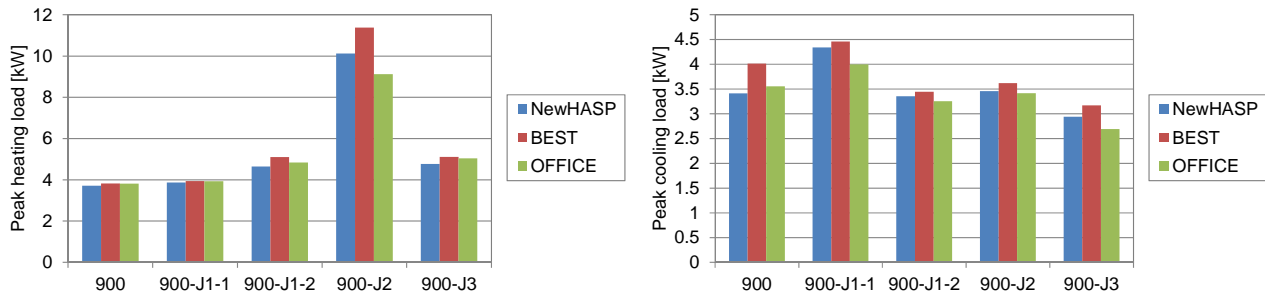 Peak heating load [kW]
12
10
8
6
4
2
0
900 900-J1-1 900-J1-2 900-J2 900-J3
NewHASP
BEST
OFFICE
Peak cooling load [kW]
5
4.5
4
3.5
3
2.5
2
1.5
1
0.5
0
900 900-J1-1 900-J1-2 900-J2 900-J3
NewHASP
BEST
OFFICE